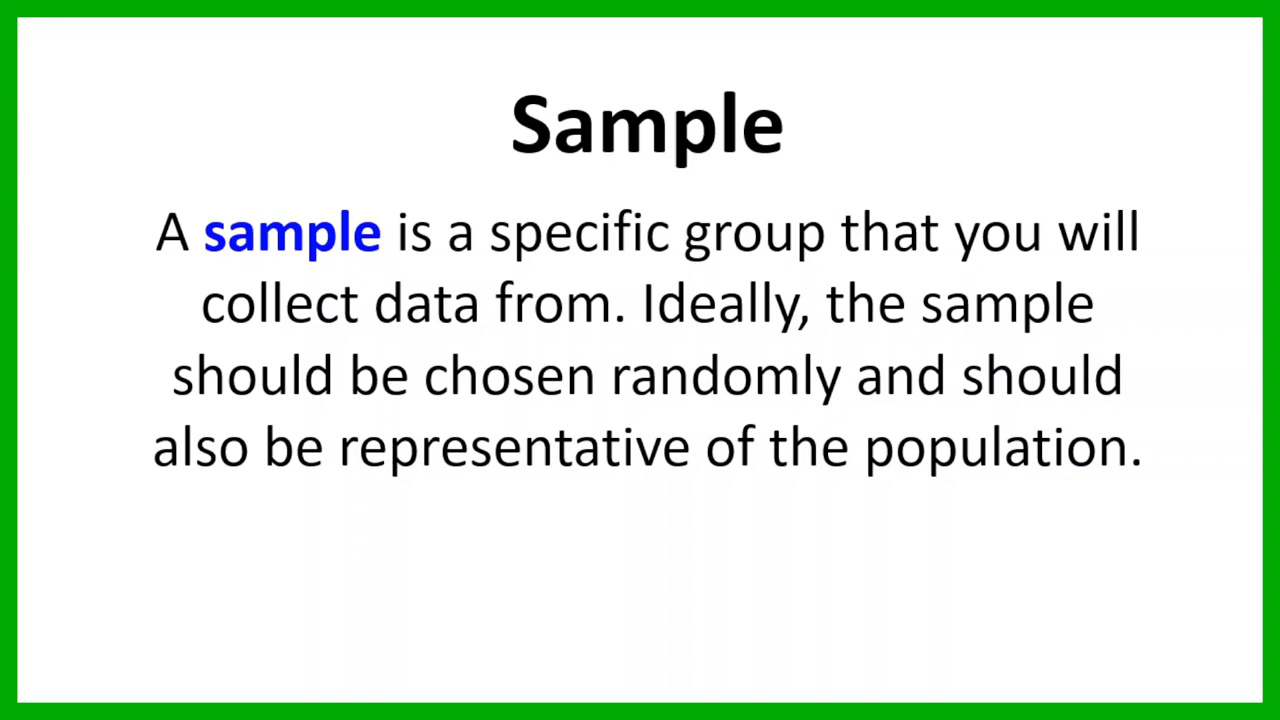 Sample
A sample is a specific group that you will
collect data from. Ideally, the sample
should be chosen randomly and should
also be representative of the population.